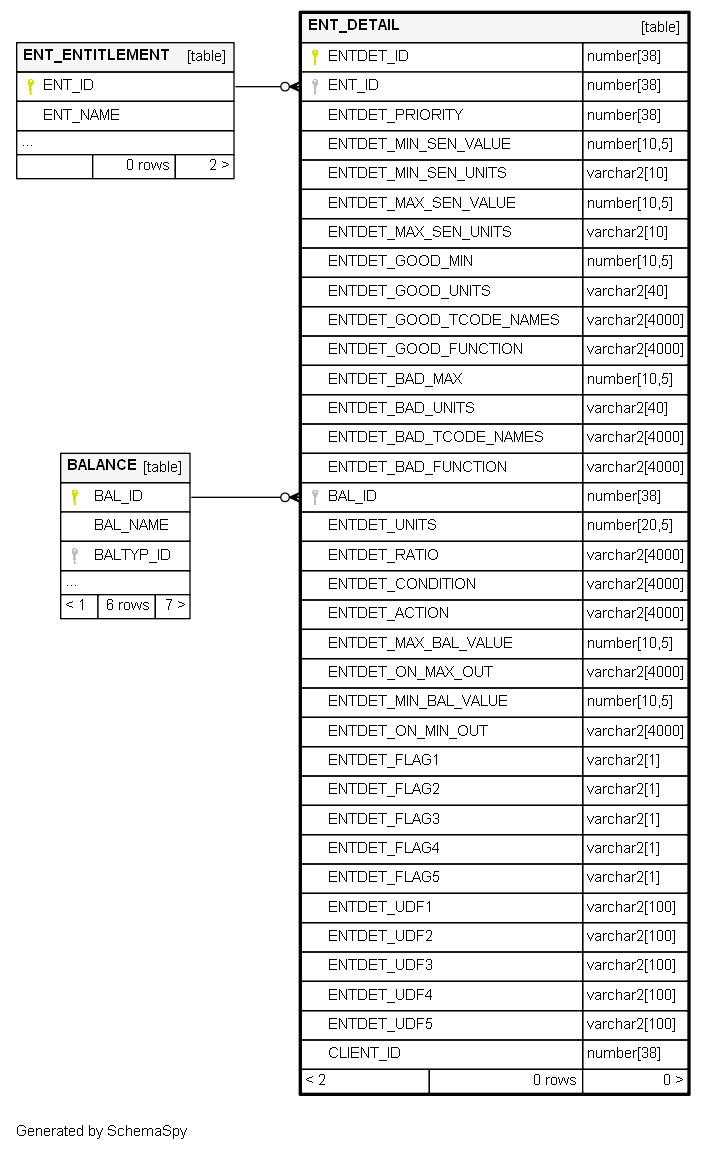 ENT_ENTITLEMENT [table]
ENT_ID
ENT_NAME
...
0 rows 2 >
BALANCE [table]
BAL_ID
BAL_NAME
BALTYP_ID
...
< 1 6 rows 7 >
ENT_DETAIL [table]
ENTDET_ID number[38]
ENT_ID number[38]
ENTDET_PRIORITY number[38]
ENTDET_MIN_SEN_VALUE number[10,5]
ENTDET_MIN_SEN_UNITS varchar2[10]
ENTDET_MAX_SEN_VALUE number[10,5]
ENTDET_MAX_SEN_UNITS varchar2[10]
ENTDET_GOOD_MIN number[10,5]
ENTDET_GOOD_UNITS varchar2[40]
ENTDET_GOOD_TCODE_NAMES varchar2[4000]
ENTDET_GOOD_FUNCTION varchar2[4000]
ENTDET_BAD_MAX number[10,5]
ENTDET_BAD_UNITS varchar2[40]
ENTDET_BAD_TCODE_NAMES varchar2[4000]
ENTDET_BAD_FUNCTION varchar2[4000]
BAL_ID number[38]
ENTDET_UNITS number[20,5]
ENTDET_RATIO varchar2[4000]
ENTDET_CONDITION varchar2[4000]
ENTDET_ACTION varchar2[4000]
ENTDET_MAX_BAL_VALUE number[10,5]
ENTDET_ON_MAX_OUT varchar2[4000]
ENTDET_MIN_BAL_VALUE number[10,5]
ENTDET_ON_MIN_OUT varchar2[4000]
ENTDET_FLAG1 varchar2[1]
ENTDET_FLAG2 varchar2[1]
ENTDET_FLAG3 varchar2[1]
ENTDET_FLAG4 varchar2[1]
ENTDET_FLAG5 varchar2[1]
ENTDET_UDF1 varchar2[100]
ENTDET_UDF2 varchar2[100]
ENTDET_UDF3 varchar2[100]
ENTDET_UDF4 varchar2[100]
ENTDET_UDF5 varchar2[100]
CLIENT_ID number[38]
< 2 0 rows 0 >
Generated by SchemaSpy